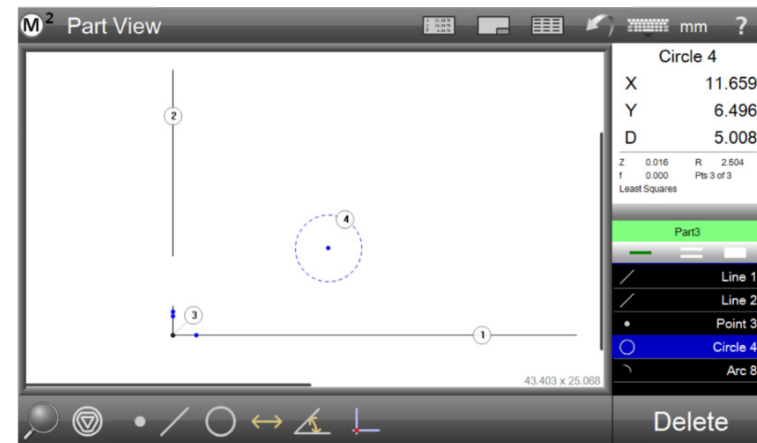 M2 Part View
mm ?
Circle 4
X 11.659
Y 6.496
D 5.008
Z 0.016 R 2.504
f 0.000 Pts 3 of 3
Least Squares
Part3
Line 1
Line 2
Point 3
Circle 4
Arc 8
2
4
3
1
43.403 x 25.068
Delete